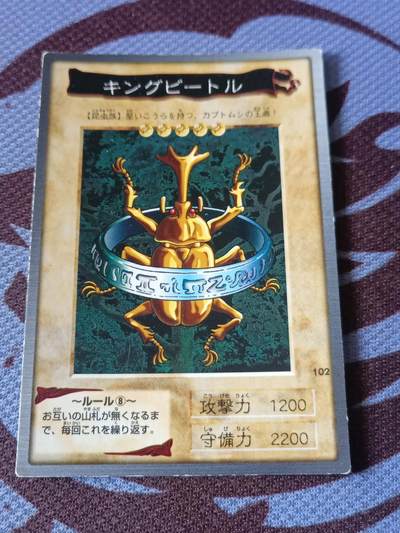 キングビートル
【昆虫族】堅いこうらを持つ、カブトムシの王者!
102
〜ルール⑧〜
お互いの山札が無くなるま
で、毎回これを繰り返す。
攻撃力 1200
守備力 2200